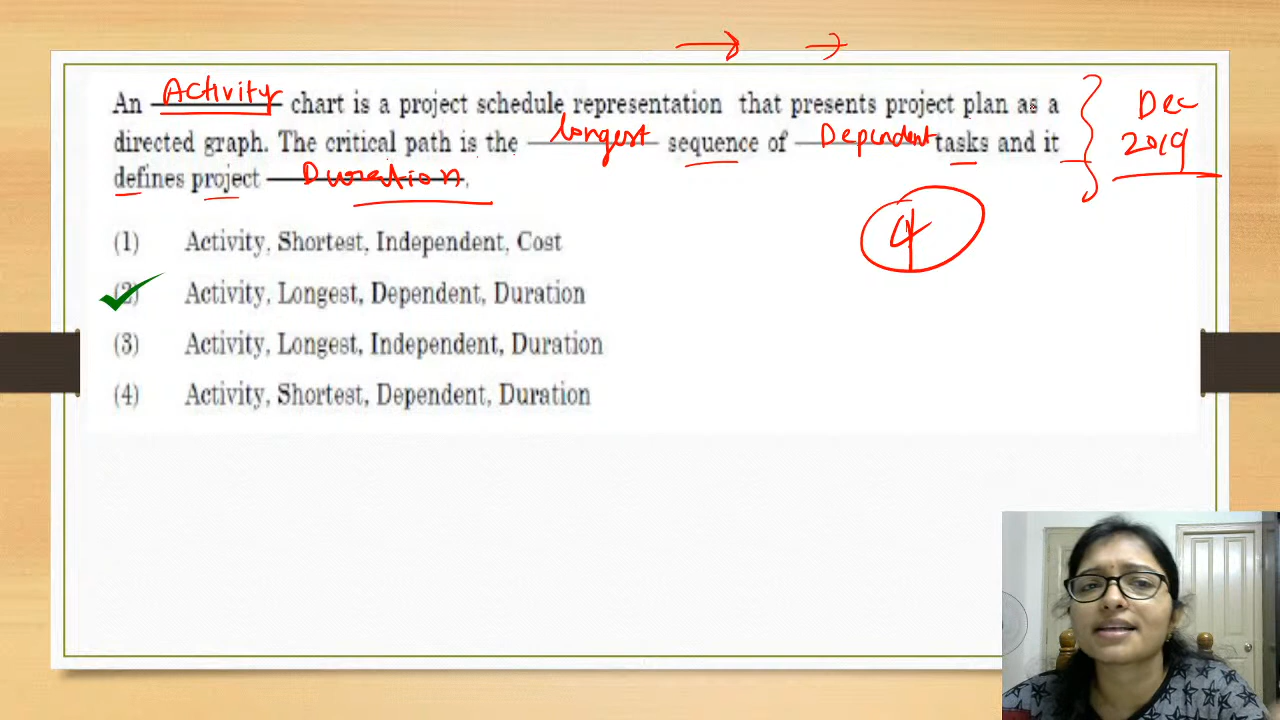 An Activity chart is a project schedule representation that presents project plan as a
directed graph. The critical path is the longest sequence of Dependent tasks and it
defines project Duration.
Dec
2019
4
(1) Activity, Shortest, Independent, Cost
(2) Activity, Longest, Dependent, Duration
(3) Activity, Longest, Independent, Duration
(4) Activity, Shortest, Dependent, Duration